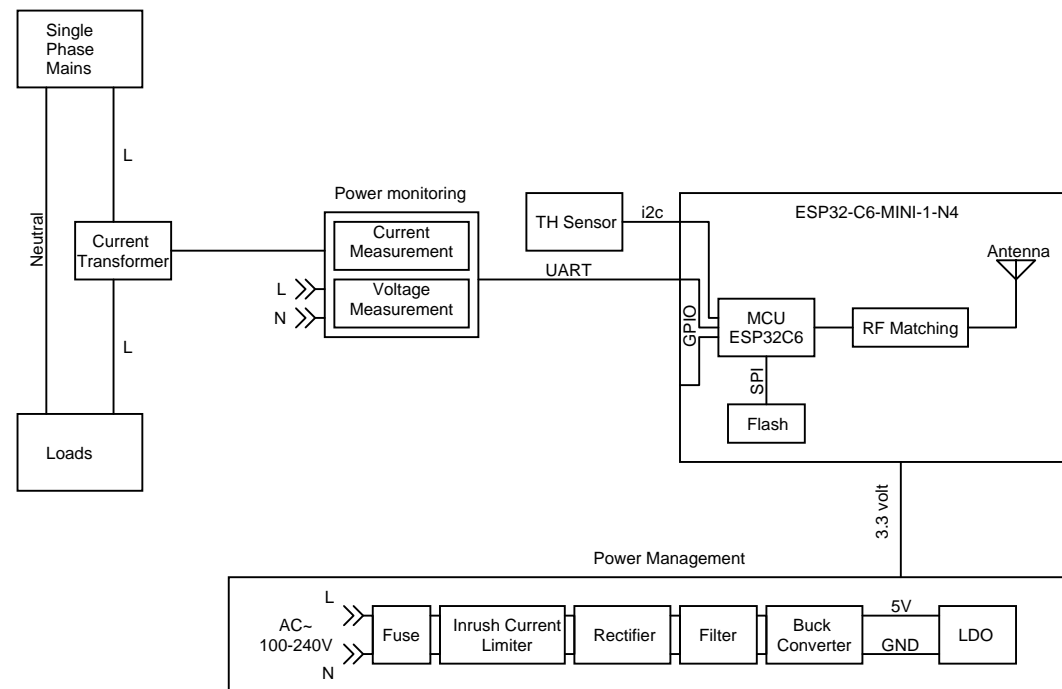 Single
Phase
Mains
L
Neutral
Current
Transformer
L
Loads
Power monitoring
Current
Measurement
L
N
Voltage
Measurement
TH Sensor
i2c
UART
ESP32-C6-MINI-1-N4
Antenna
GPIO
MCU
ESP32C6
RF Matching
SPI
Flash
3.3 volt
Power Management
AC~
100-240V
L
N
Fuse
Inrush Current
Limiter
Rectifier
Filter
Buck
Converter
5V
GND
LDO